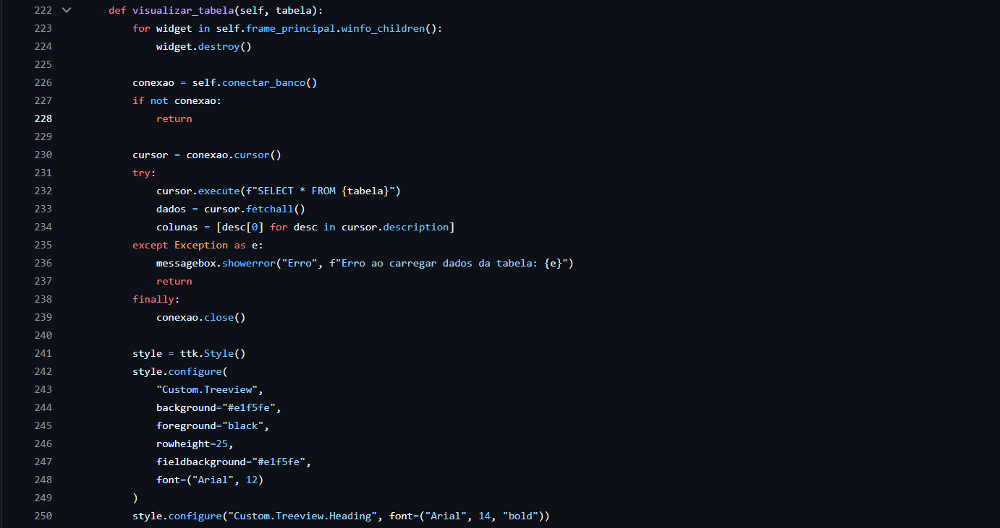 222 def visualizar_tabela(self, tabela):
223 for widget in self.frame_principal.winfo_children():
224 widget.destroy()
225
226 conexao = self.conectar_banco()
227 if not conexao:
228 return
229
230 cursor = conexao.cursor()
231 try:
232 cursor.execute(f"SELECT * FROM {tabela}")
233 dados = cursor.fetchall()
234 colunas = [desc[0] for desc in cursor.description]
235 except Exception as e:
236 messagebox.showerror("Erro", f"Erro ao carregar dados da tabela: {e}")
237 return
238 finally:
239 conexao.close()
240
241 style = ttk.Style()
242 style.configure(
243 "Custom.Treeview",
244 background="#e1f5fe",
245 foreground="black",
246 rowheight=25,
247 fieldbackground="#e1f5fe",
248 font=("Arial", 12)
249 )
250 style.configure("Custom.Treeview.Heading", font=("Arial", 14, "bold"))